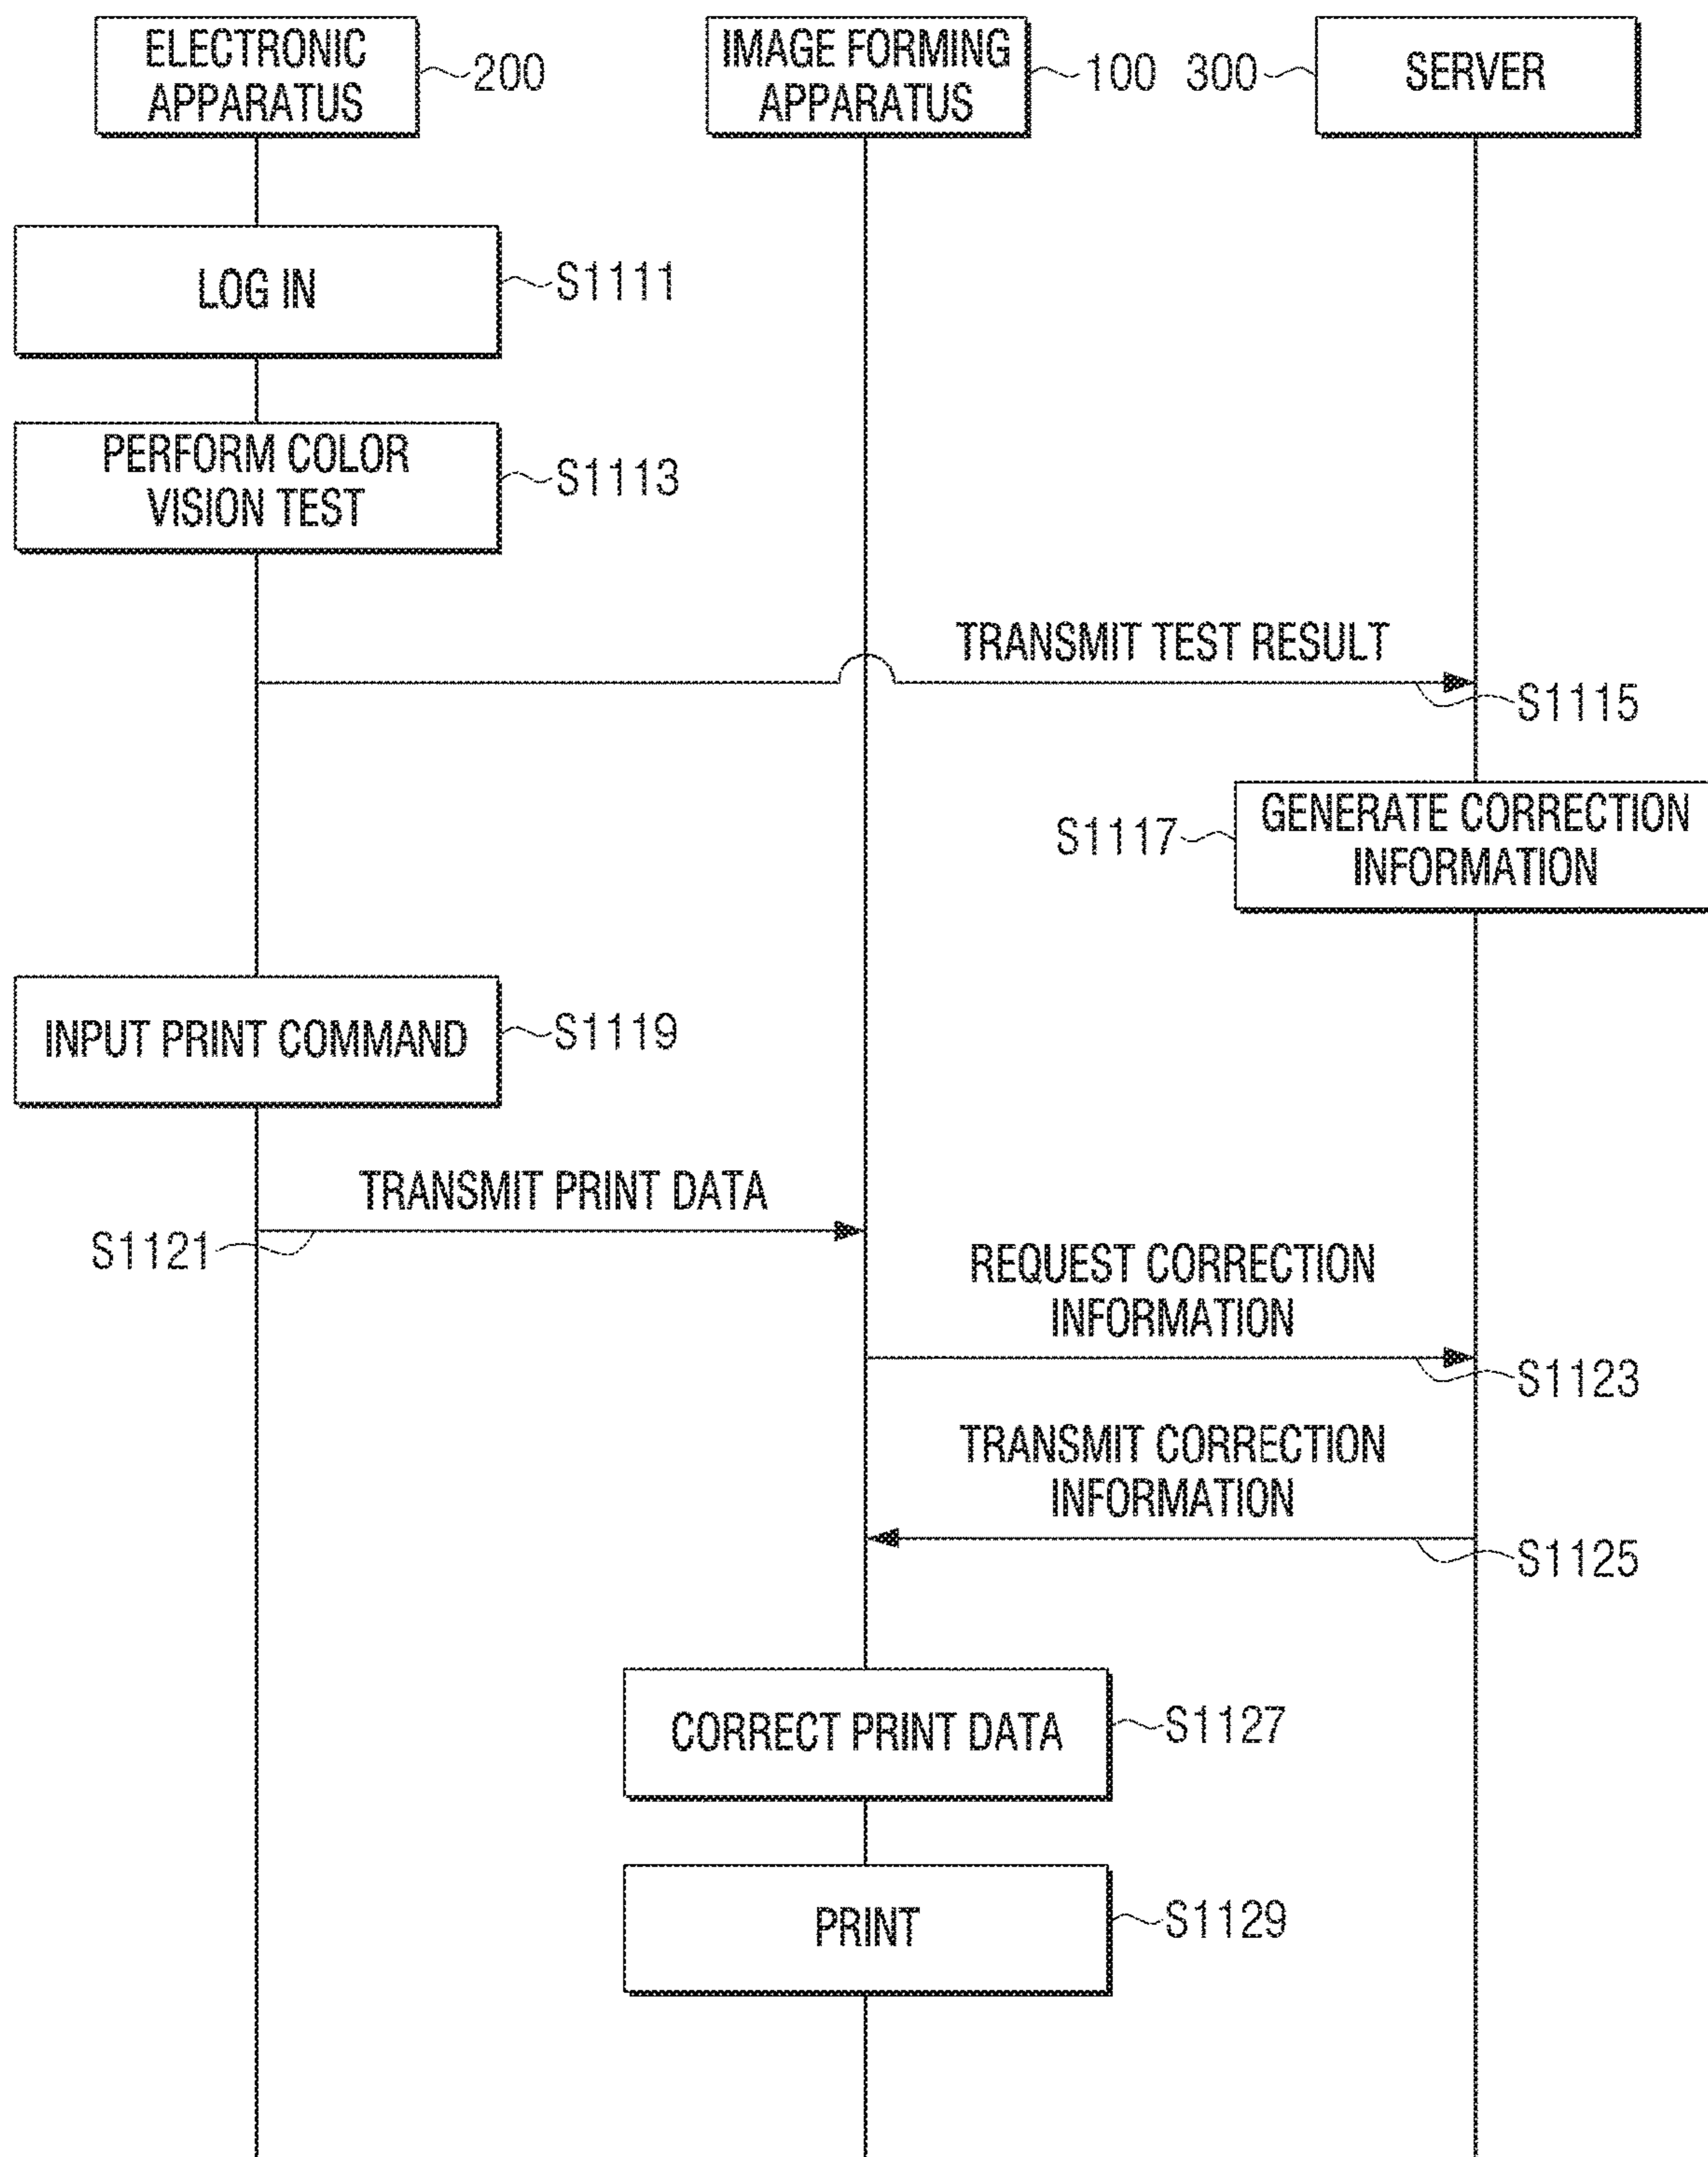 ELECTRONIC
APPARATUS
200
IMAGE FORMING
APPARATUS
100
300
SERVER
LOG IN
S1111
PERFORM COLOR
VISION TEST
S1113
TRANSMIT TEST RESULT
S1115
S1117
GENERATE CORRECTION
INFORMATION
INPUT PRINT COMMAND
S1119
TRANSMIT PRINT DATA
S1121
REQUEST CORRECTION
INFORMATION
S1123
TRANSMIT CORRECTION
INFORMATION
S1125
CORRECT PRINT DATA
S1127
PRINT
S1129